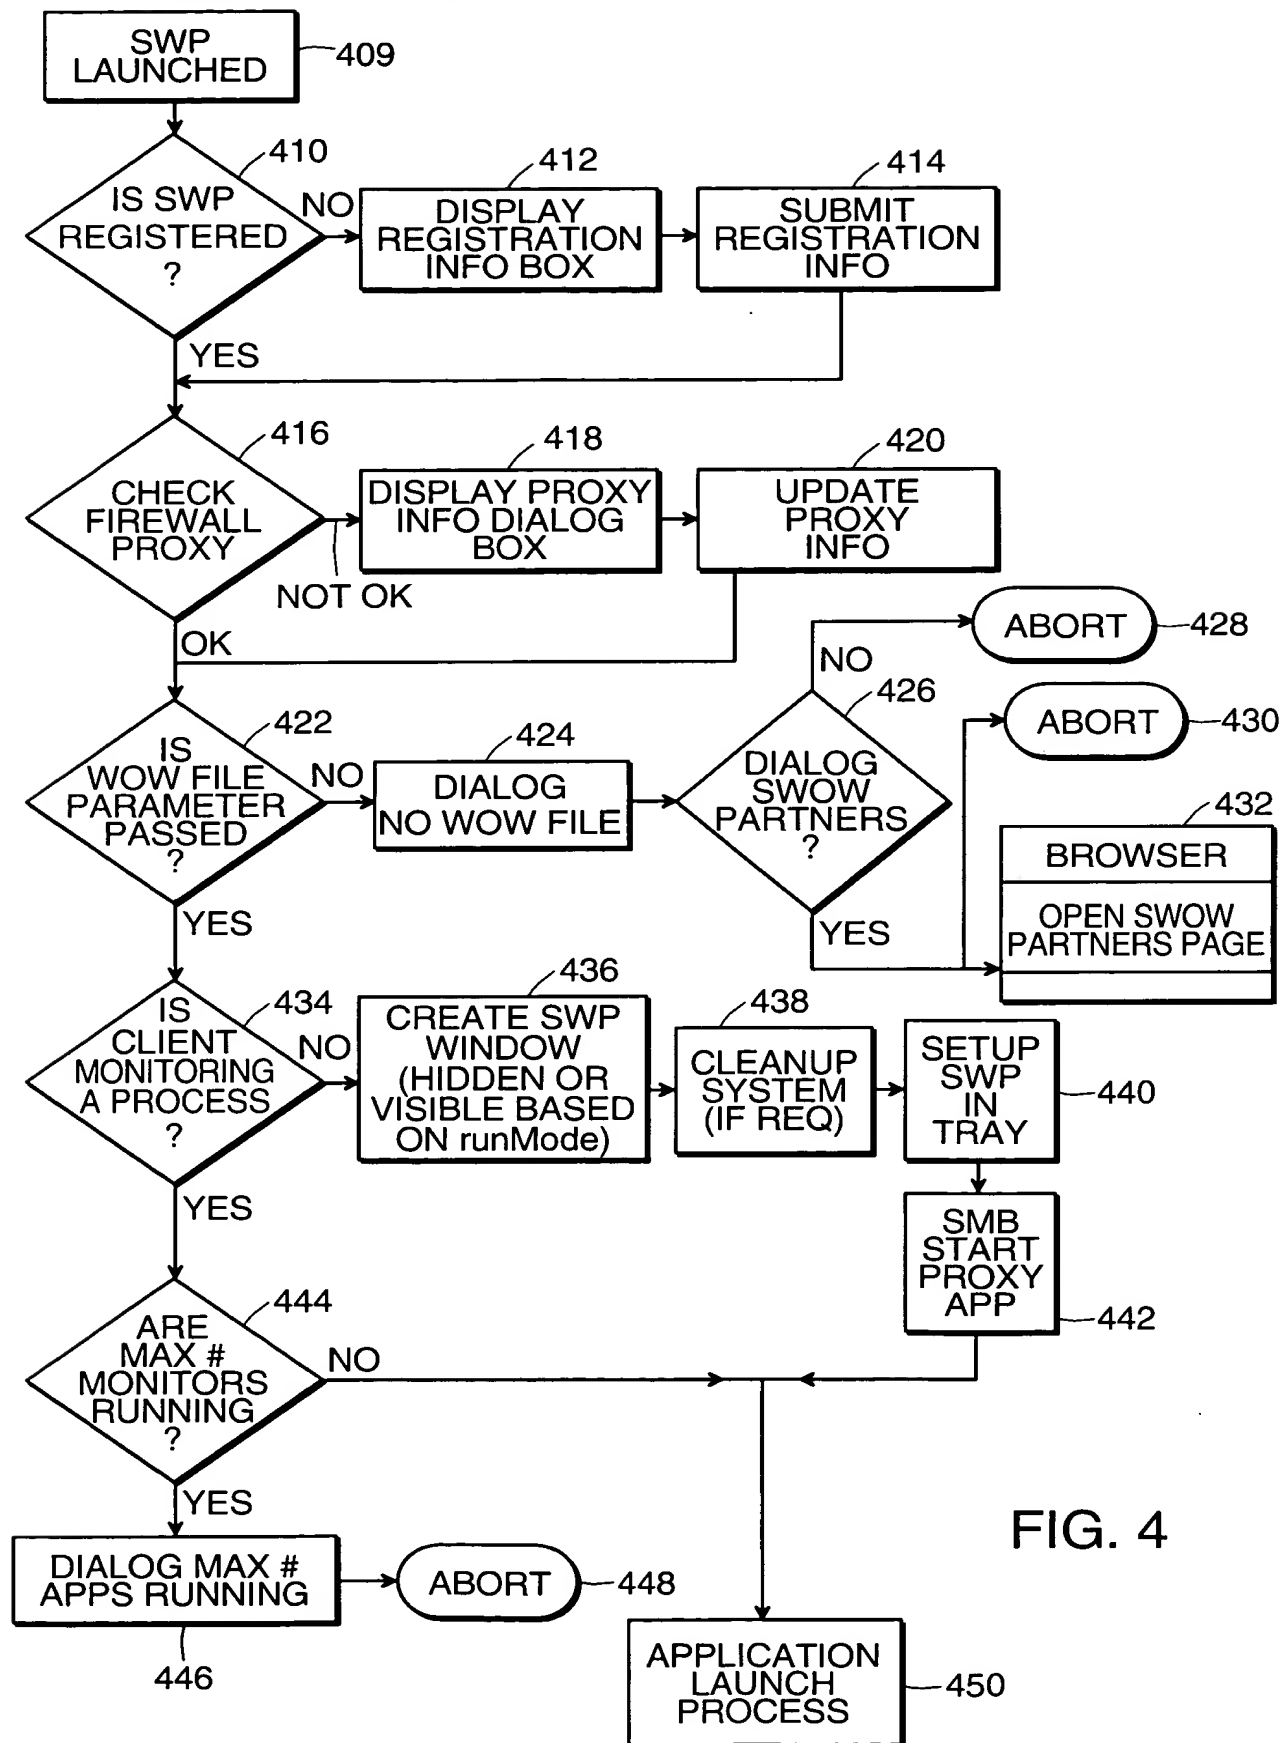 SWP
LAUNCHED
409
410
IS SWP
REGISTERED
?
NO
412
DISPLAY
REGISTRATION
INFO BOX
414
SUBMIT
REGISTRATION
INFO
YES
416
CHECK
FIREWALL
PROXY
NOT OK
418
DISPLAY PROXY
INFO DIALOG
BOX
420
UPDATE
PROXY
INFO
OK
422
IS
WOW FILE
PARAMETER
PASSED
?
NO
424
DIALOG
NO WOW FILE
426
DIALOG
SWOW
PARTNERS
?
NO
ABORT
428
ABORT
430
YES
432
BROWSER
OPEN SWOW
PARTNERS PAGE
YES
434
IS
CLIENT
MONITORING
A PROCESS
?
NO
436
CREATE SWP
WINDOW
(HIDDEN OR
VISIBLE BASED
ON runMode)
438
CLEANUP
SYSTEM
(IF REQ)
SETUP
SWP
IN
TRAY
440
SMB
START
PROXY
APP
442
YES
444
ARE
MAX #
MONITORS
RUNNING
?
NO
YES
DIALOG MAX #
APPS RUNNING
446
ABORT
448
APPLICATION
LAUNCH
PROCESS
450
FIG. 4